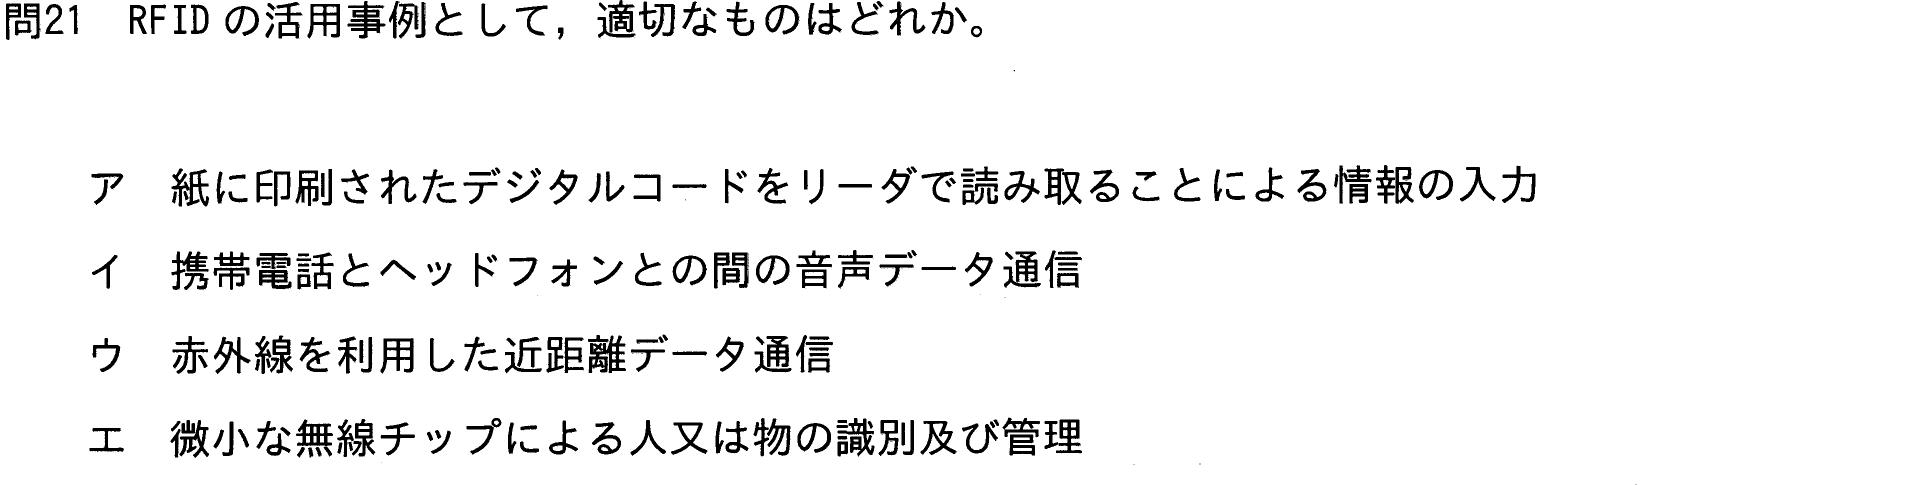 問21 RFID の活用事例として，適切なものはどれか。
ア 紙に印刷されたデジタルコードをリーダで読み取ることによる情報の入力
イ 携帯電話とヘッドフォンとの間の音声データ通信
ウ 赤外線を利用した近距離データ通信
エ 微小な無線チップによる人又は物の識別及び管理